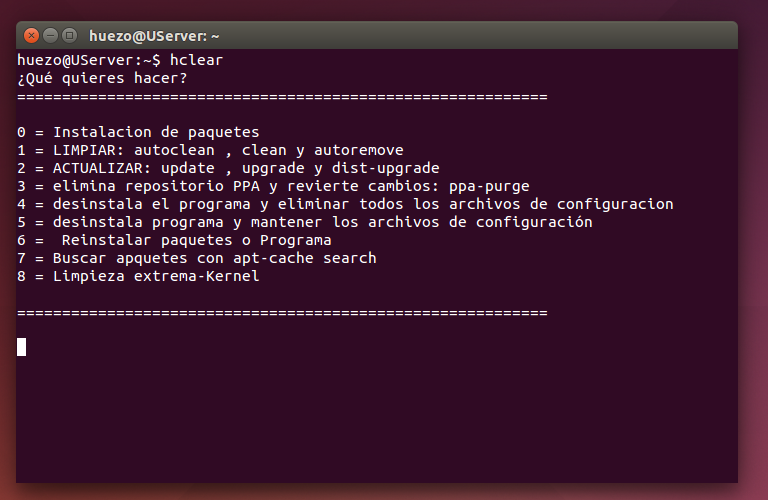 huezo@UServer: ~
huezo@UServer:~$ hclear
¿Qué quieres hacer?
===========================================================
0 = Instalacion de paquetes
1 = LIMPIAR: autoclean , clean y autoremove
2 = ACTUALIZAR: update , upgrade y dist-upgrade
3 = elimina repositorio PPA y revierte cambios: ppa-purge
4 = desinstala el programa y eliminar todos los archivos de configuracion
5 = desinstala programa y mantener los archivos de configuración
6 =  Reinstalar paquetes o Programa
7 = Buscar apquetes con apt-cache search
8 = Limpieza extrema-Kernel
===========================================================